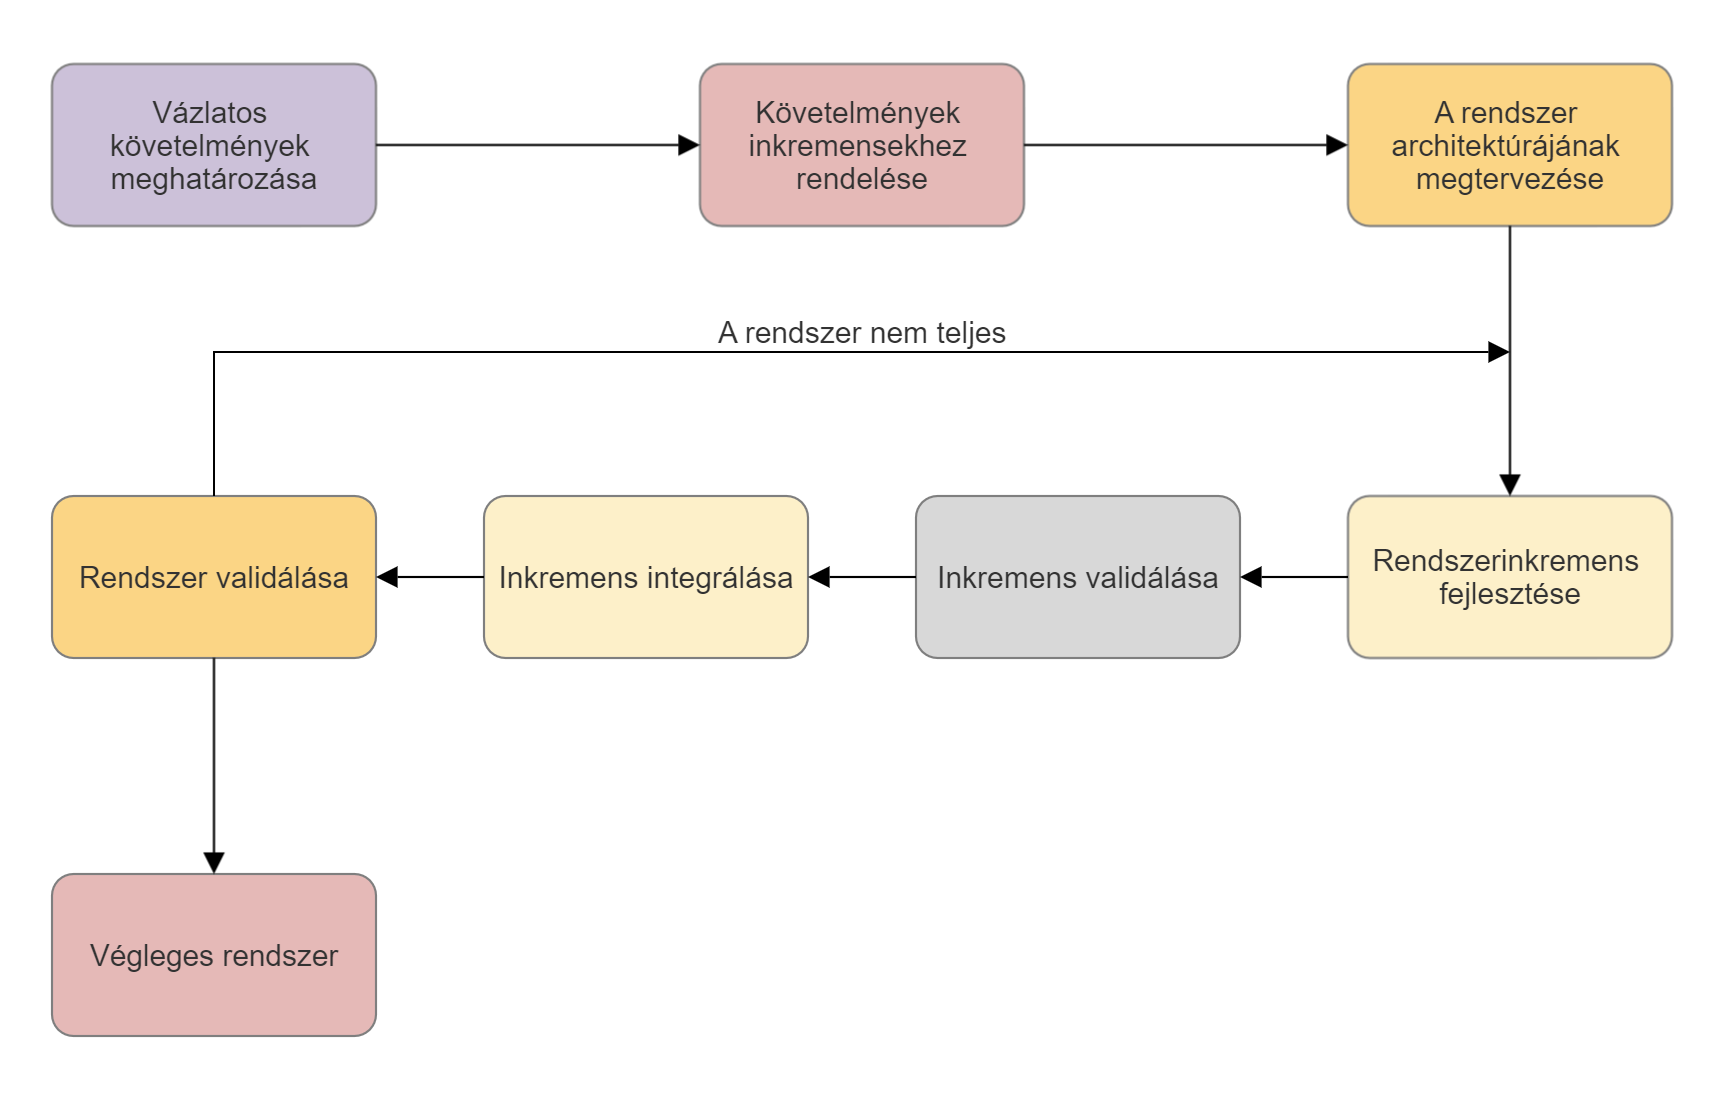 Vázlatos
követelmények
meghatározása
Követelmények
inkremensekhez
rendelése
A rendszer
architektúrájának
megtervezése
A rendszer nem teljes
Rendszer validálása
Inkremens integrálása
Inkremens validálása
Rendszerinkremens
fejlesztése
Végleges rendszer